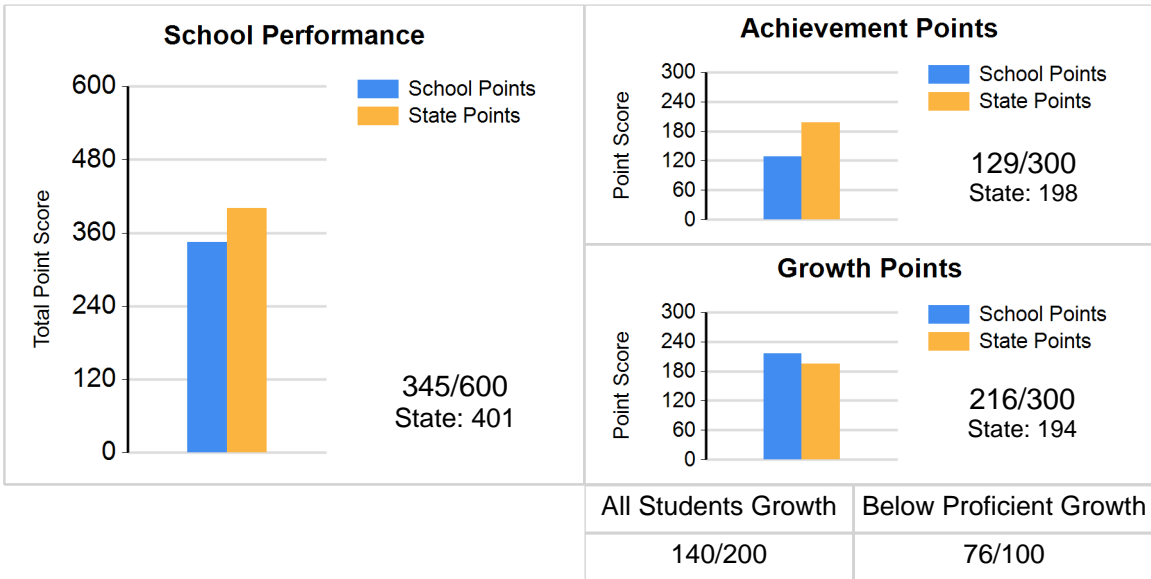 School Performance
600
480
360
240
120
0
Total Point Score
School Points
State Points
345/600
State: 401
Achievement Points
300
240
180
120
60
0
Point Score
School Points
State Points
129/300
State: 198
Growth Points
300
240
180
120
60
0
Point Score
School Points
State Points
216/300
State: 194
All Students Growth Below Proficient Growth
140/200 76/100